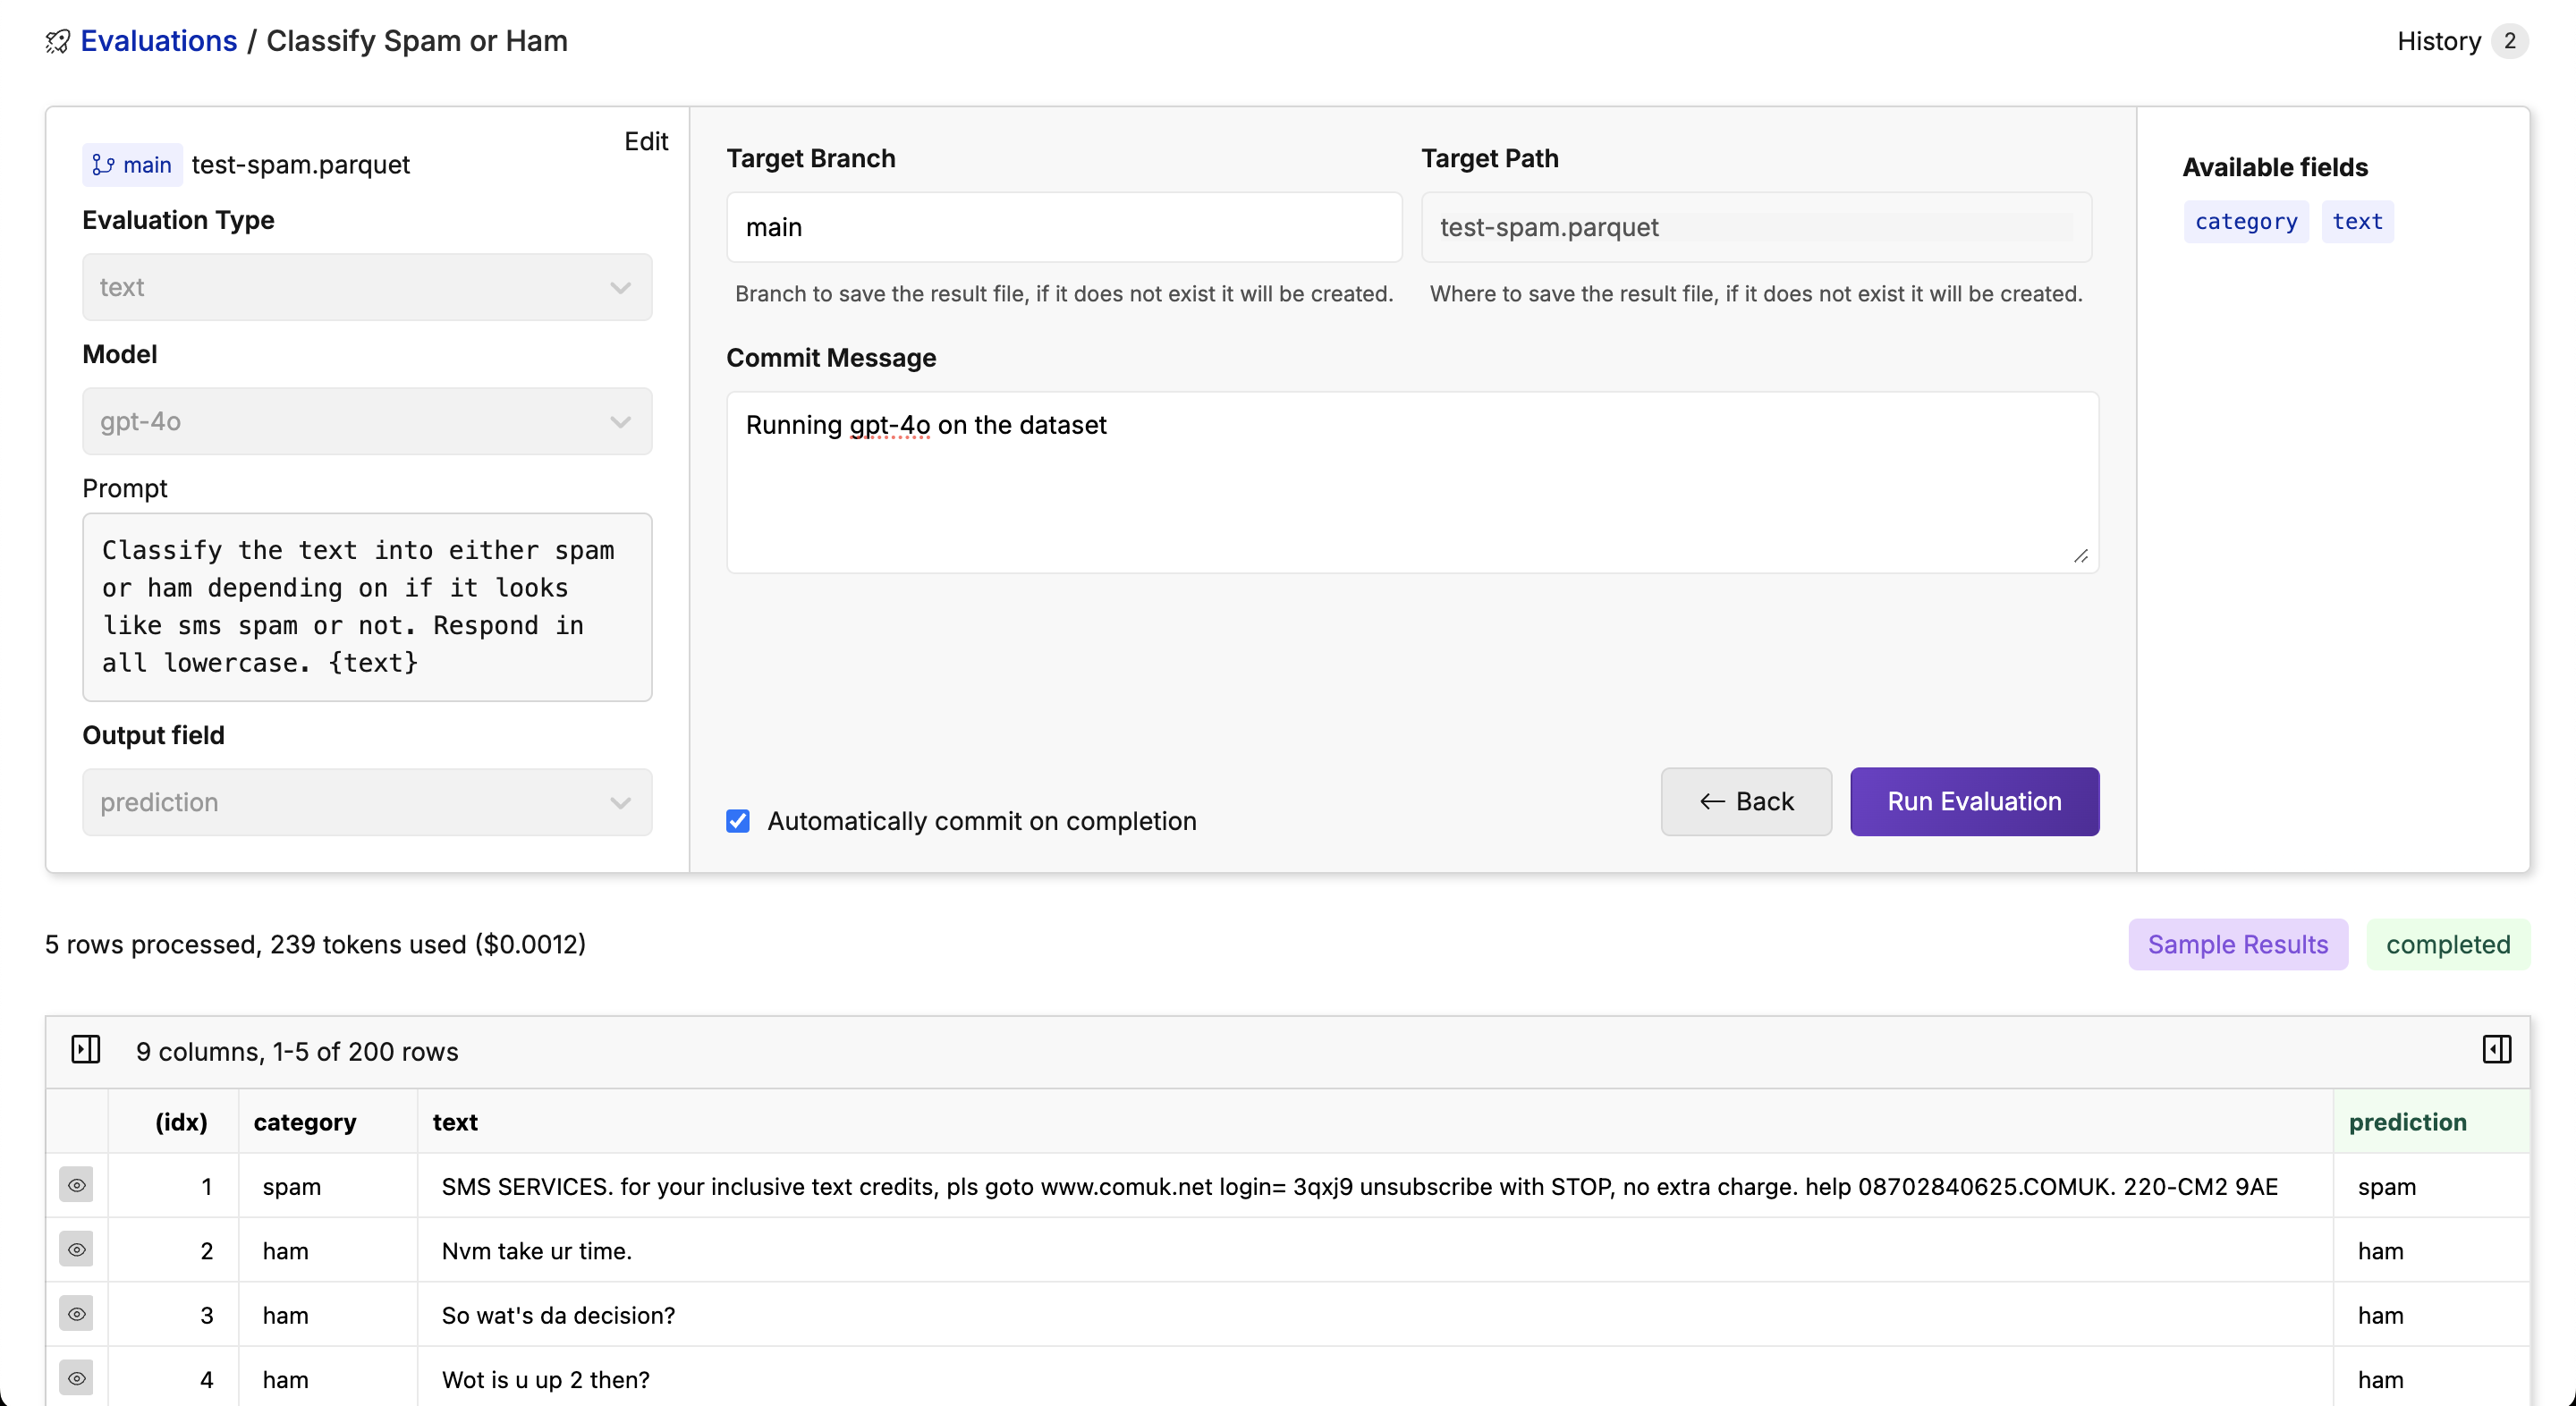 Evaluations / Classify Spam or Ham
History 2
Edit
main test-spam.parquet
Evaluation Type
text
Model
gpt-4o
Prompt
Classify the text into either spam
or ham depending on if it looks
like sms spam or not. Respond in
all lowercase. {text}
Output field
prediction
Target Branch
main
Branch to save the result file, if it does not exist it will be created.
Target Path
test-spam.parquet
Where to save the result file, if it does not exist it will be created.
Commit Message
Running gpt-4o on the dataset
Automatically commit on completion
← Back
Run Evaluation
Available fields
category text
5 rows processed, 239 tokens used ($0.0012)
Sample Results
completed
9 columns, 1-5 of 200 rows
(idx) category text prediction
1 spam SMS SERVICES. for your inclusive text credits, pls goto www.comuk.net login= 3qxj9 unsubscribe with STOP, no extra charge. help 08702840625.COMUK. 220-CM2 9AE spam
2 ham Nvm take ur time. ham
3 ham So wat's da decision? ham
4 ham Wot is u up 2 then? ham